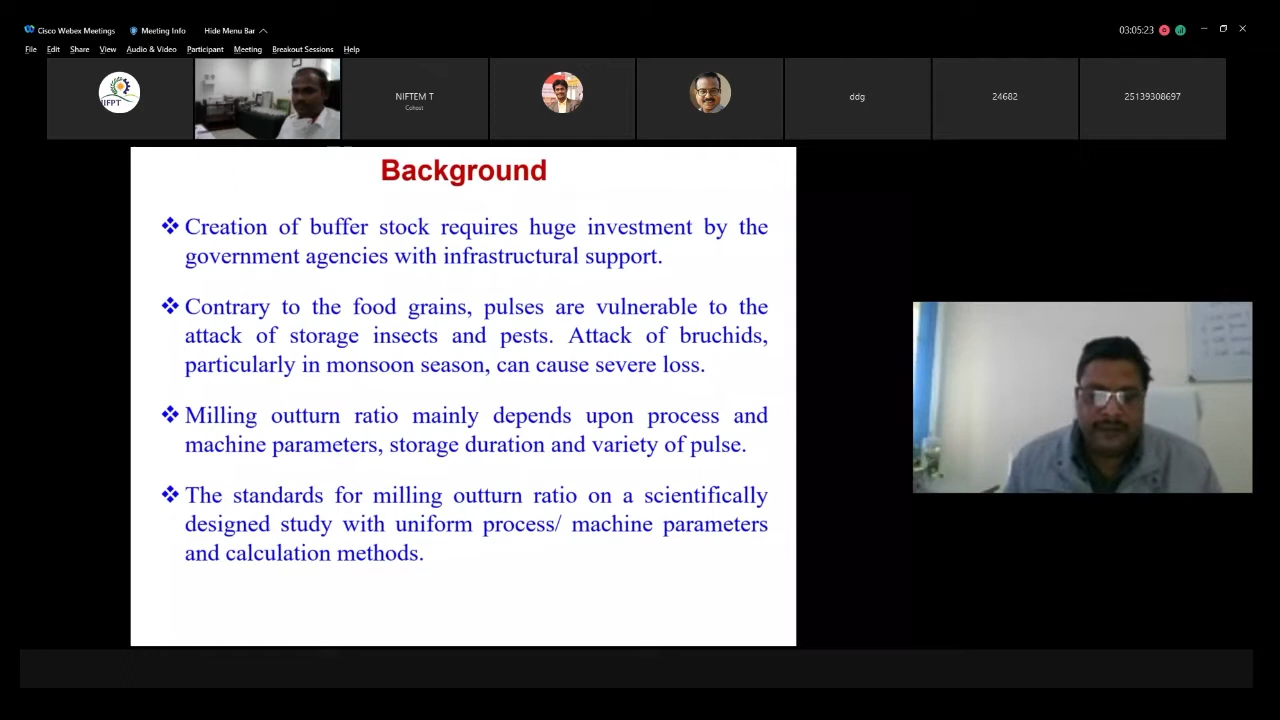 Cisco Webex Meetings
Meeting Info
Hide Menu Bar
03:05:23
File Edit Share View Audio & Video Participant Meeting Breakout Sessions Help
NIFTEM T
Cohost
ddg
24682
25139308697
Background
Creation of buffer stock requires huge investment by the
government agencies with infrastructural support.
Contrary to the food grains, pulses are vulnerable to the
attack of storage insects and pests. Attack of bruchids,
particularly in monsoon season, can cause severe loss.
Milling outturn ratio mainly depends upon process and
machine parameters, storage duration and variety of pulse.
The standards for milling outturn ratio on a scientifically
designed study with uniform process/ machine parameters
and calculation methods.